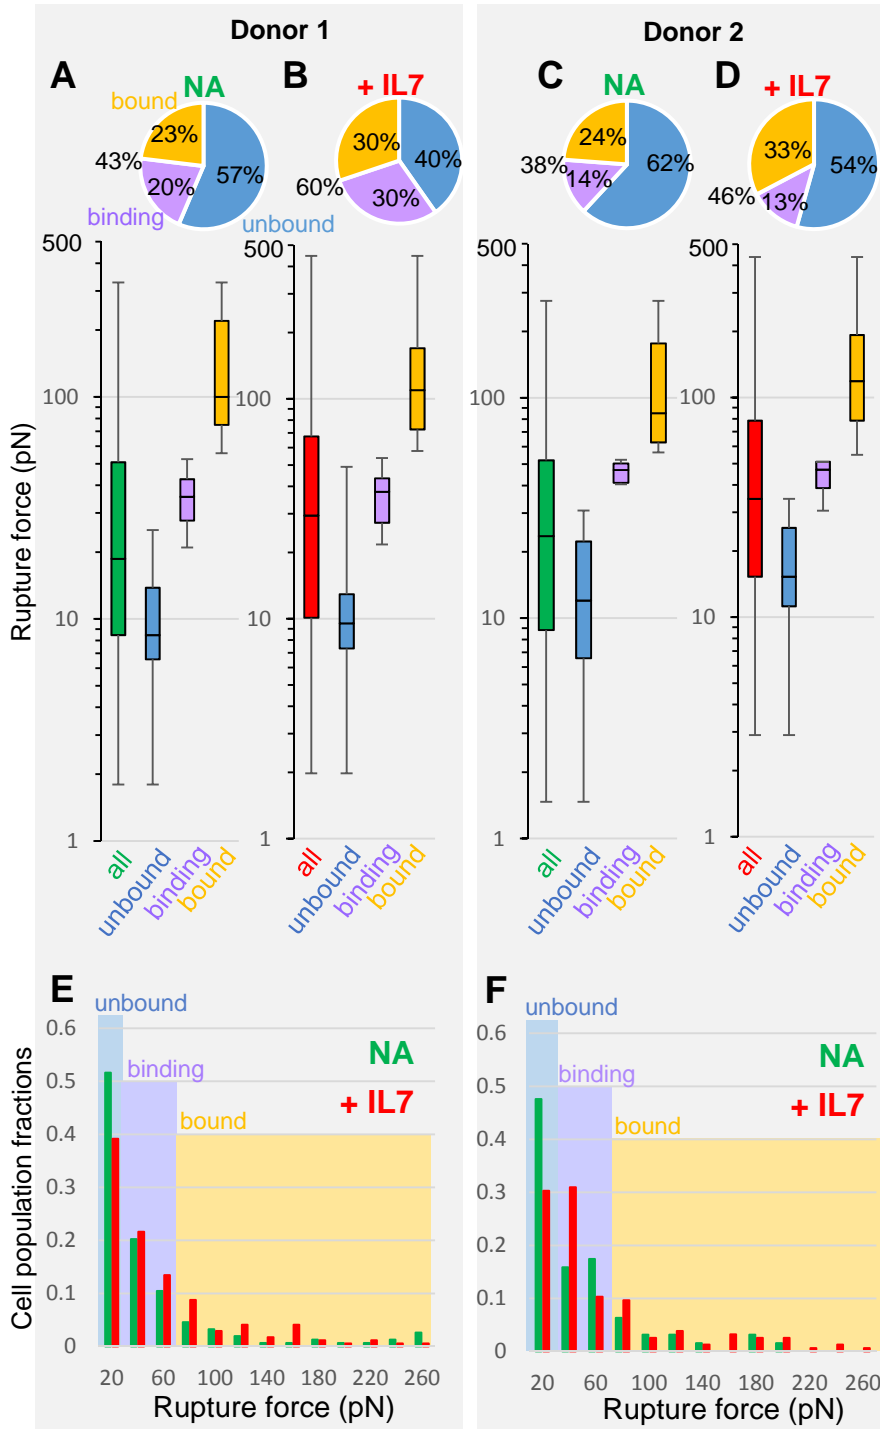 Donor 1
Donor 2
A
NA
B
+ IL7
C
NA
D
+ IL7
bound
23%
57%
43%
20%
binding
30%
40%
60%
30%
unbound
24%
62%
38%
14%
33%
54%
46%
13%
Rupture force (pN)
500
100
10
1
all
unbound
binding
bound
500
100
10
1
all
unbound
binding
bound
500
100
10
1
all
unbound
binding
bound
500
100
10
1
all
unbound
binding
bound
E
unbound
binding
bound
NA
+ IL7
Cell population fractions
0.6
0.5
0.4
0.3
0.2
0.1
0
20
60
100
140
180
220
260
Rupture force (pN)
F
unbound
binding
bound
NA
+ IL7
0.6
0.5
0.4
0.3
0.2
0.1
0
20
60
100
140
180
220
260
Rupture force (pN)